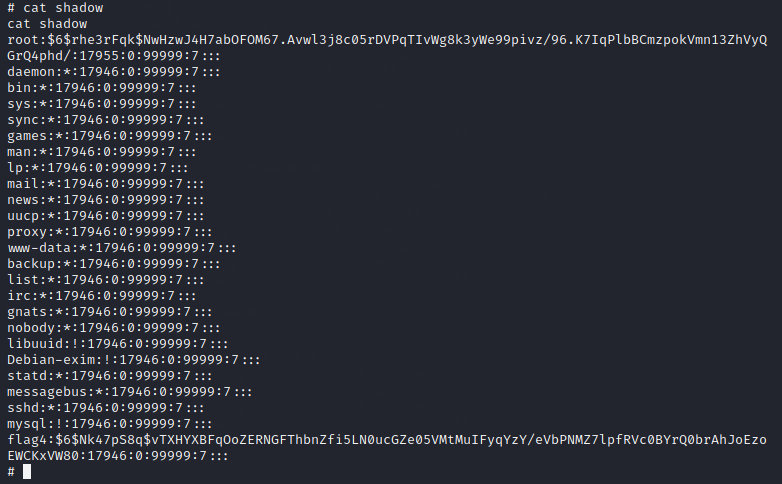 # cat shadow
cat shadow
root:$6$rhe3rFqk$NwHzwJ4H7abOFOM67.Avwl3j8c05rDVPqTIvWg8k3yWe99pivz/96.K7IqPlbBCmzpokVmn13ZhVyQ
GrQ4phd/:17955:0:99999:7:::
daemon:*:17946:0:99999:7:::
bin:*:17946:0:99999:7:::
sys:*:17946:0:99999:7:::
sync:*:17946:0:99999:7:::
games:*:17946:0:99999:7:::
man:*:17946:0:99999:7:::
lp:*:17946:0:99999:7:::
mail:*:17946:0:99999:7:::
news:*:17946:0:99999:7:::
uucp:*:17946:0:99999:7:::
proxy:*:17946:0:99999:7:::
www-data:*:17946:0:99999:7:::
backup:*:17946:0:99999:7:::
list:*:17946:0:99999:7:::
irc:*:17946:0:99999:7:::
gnats:*:17946:0:99999:7:::
nobody:*:17946:0:99999:7:::
libuuid:!:17946:0:99999:7:::
Debian-exim:!:17946:0:99999:7:::
statd:*:17946:0:99999:7:::
messagebus:*:17946:0:99999:7:::
sshd:*:17946:0:99999:7:::
mysql:!:17946:0:99999:7:::
flag4:$6$Nk47pS8q$vTXHYXBFqOoZERNGFThbnZfi5LN0ucGZe05VMtMuIFyqYzY/eVbPNMZ7lpfRVc0BYrQ0brAhJoEzo
EWCKxVW80:17946:0:99999:7:::
#